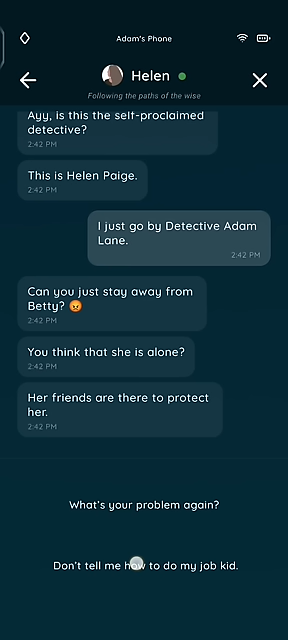 Adam's Phone
Helen
Following the paths of the wise
Ayy, is this the self-proclaimed
detective?
2:42 PM
This is Helen Paige.
2:42 PM
I just go by Detective Adam
Lane.
2:42 PM
Can you just stay away from
Betty? 😡
2:42 PM
You think that she is alone?
2:42 PM
Her friends are there to protect
her.
2:42 PM
What's your problem again?
Don't tell me how to do my job kid.